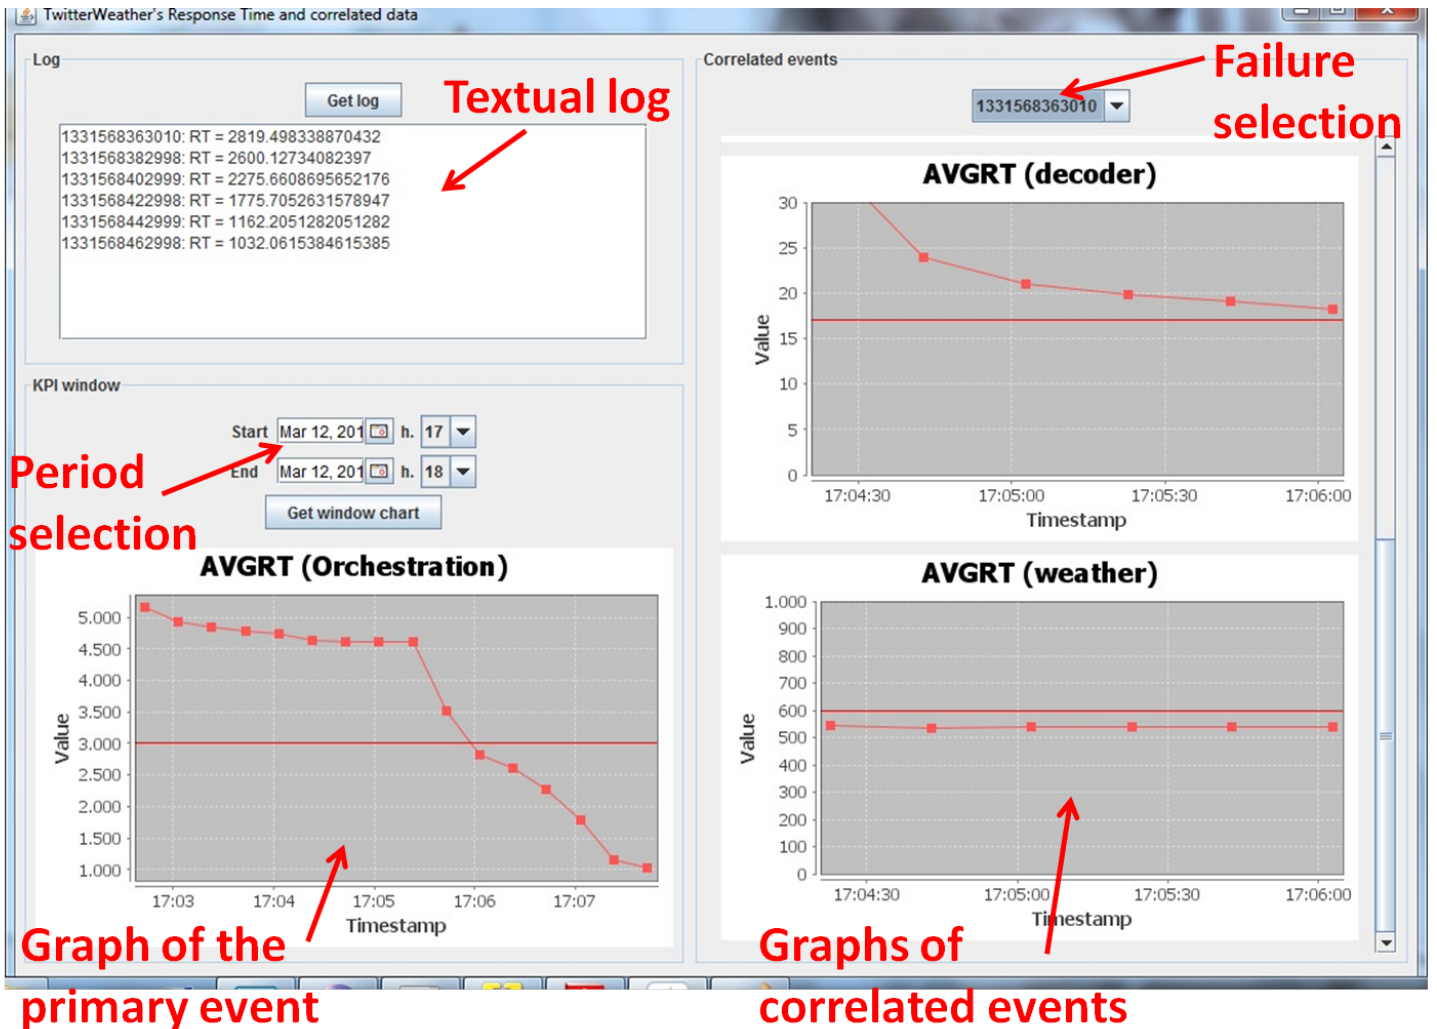 TwitterWeather's Response Time and correlated data
Log
Get log
Textual log
1331568363010: RT = 2819.498338870432
1331568382998: RT = 2600.12734082397
1331568402999: RT = 2275.6608695652176
1331568422998: RT = 1775.7052631578947
1331568442999: RT = 1162.2051282051282
1331568462998: RT = 1032.0615384615385
KPI window
Start Mar 12, 201 h. 17
End Mar 12, 201 h. 18
Get window chart
Period
selection
AVGRT (Orchestration)
5.000
4.500
4.000
3.500
3.000
2.500
2.000
1.500
1.000
Value
17:03 17:04 17:05 17:06 17:07
Timestamp
Graph of the
primary event
Correlated events
1331568363010
Failure
selection
AVGRT (decoder)
30
25
20
15
10
5
0
Value
17:04:30 17:05:00 17:05:30 17:06:00
Timestamp
AVGRT (weather)
1.000
900
800
700
600
500
400
300
200
100
0
Value
17:04:30 17:05:00 17:05:30 17:06:00
Timestamp
Graphs of
correlated events